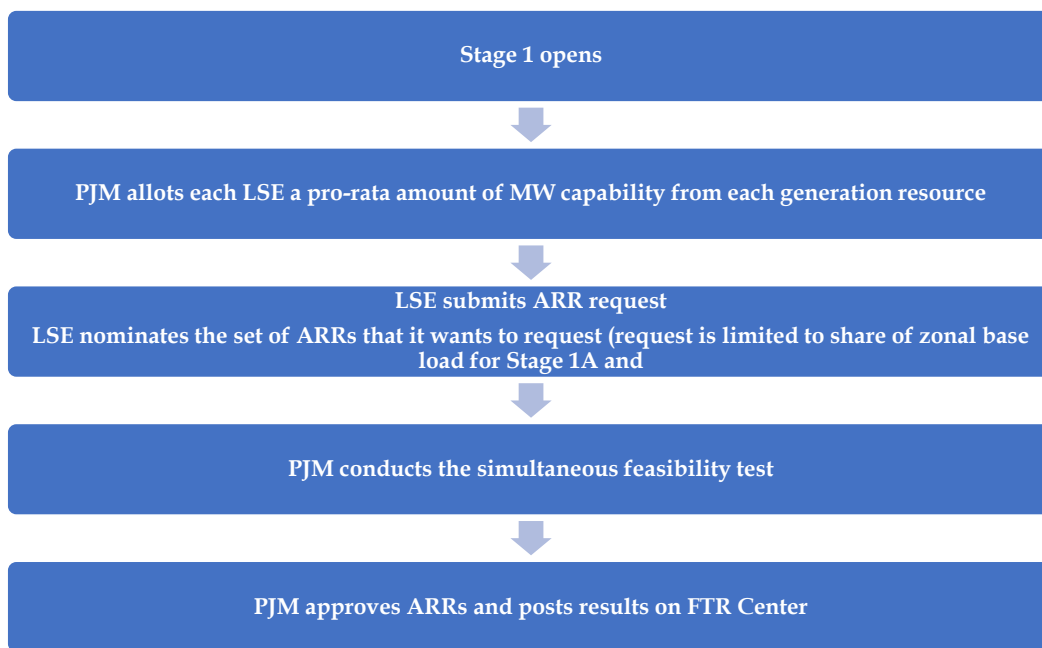 Stage 1 opens
PJM allots each LSE a pro-rata amount of MW capability from each generation resource
LSE submits ARR request
LSE nominates the set of ARRs that it wants to request (request is limited to share of zonal base
load for Stage 1A and
PJM conducts the simultaneous feasibility test
PJM approves ARRs and posts results on FTR Center